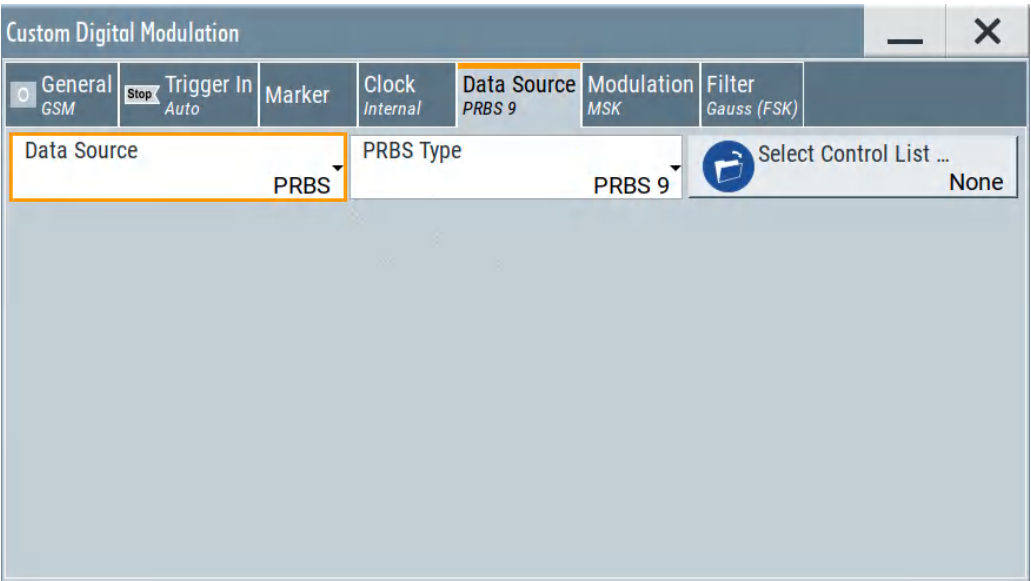 Custom Digital Modulation
O General
GSM
Stop Trigger In
Auto
Marker
Clock
Internal
Data Source
PRBS 9
Modulation
MSK
Filter
Gauss (FSK)
Data Source
PRBS
PRBS Type
PRBS 9
Select Control List ...
None